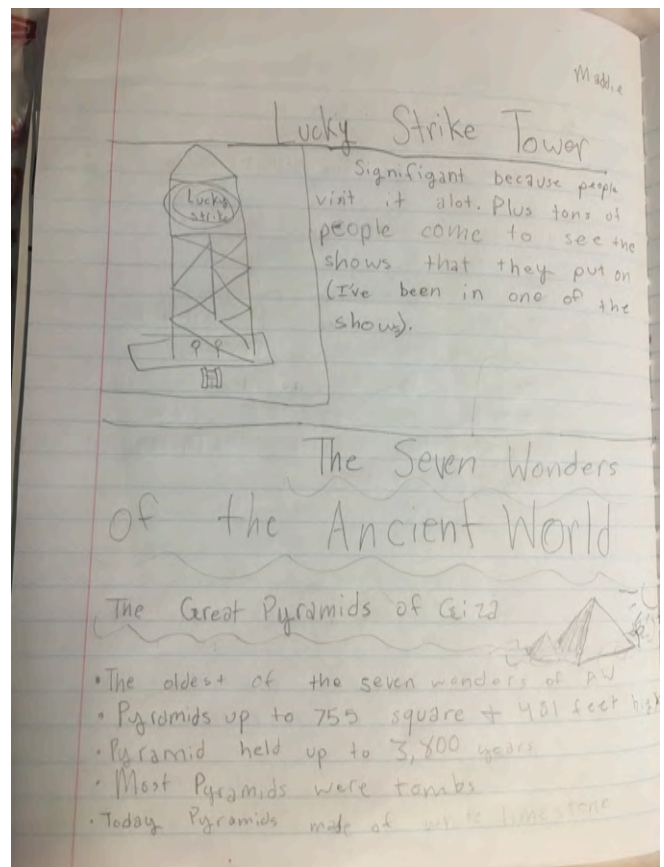 Maddie
Lucky Strike Tower
Lucky
strike
Signifigant because people
visit it alot. Plus tons of
people come to see the
shows that they put on
(I've been in one of the
shows).
The Seven Wonders
of the Ancient World
The Great Pyramids of Giza
• The oldest of the seven wonders of AW
• Pyramids up to 755 square + 481 feet high
• Pyramid held up to 3,800 years
• Most Pyramids were tombs
• Today Pyramids made of white limestone